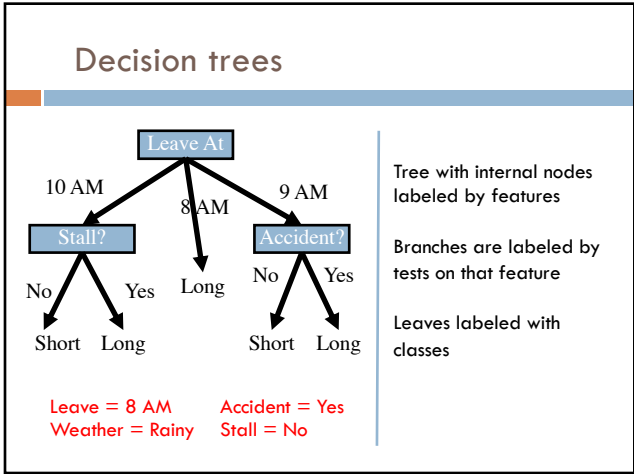 Decision trees
Leave At
10 AM
8 AM
9 AM
Stall?
Accident?
No
Yes
Long
No
Yes
Short
Long
Short
Long
Tree with internal nodes
labeled by features
Branches are labeled by
tests on that feature
Leaves labeled with
classes
Leave = 8 AM
Accident = Yes
Weather = Rainy
Stall = No